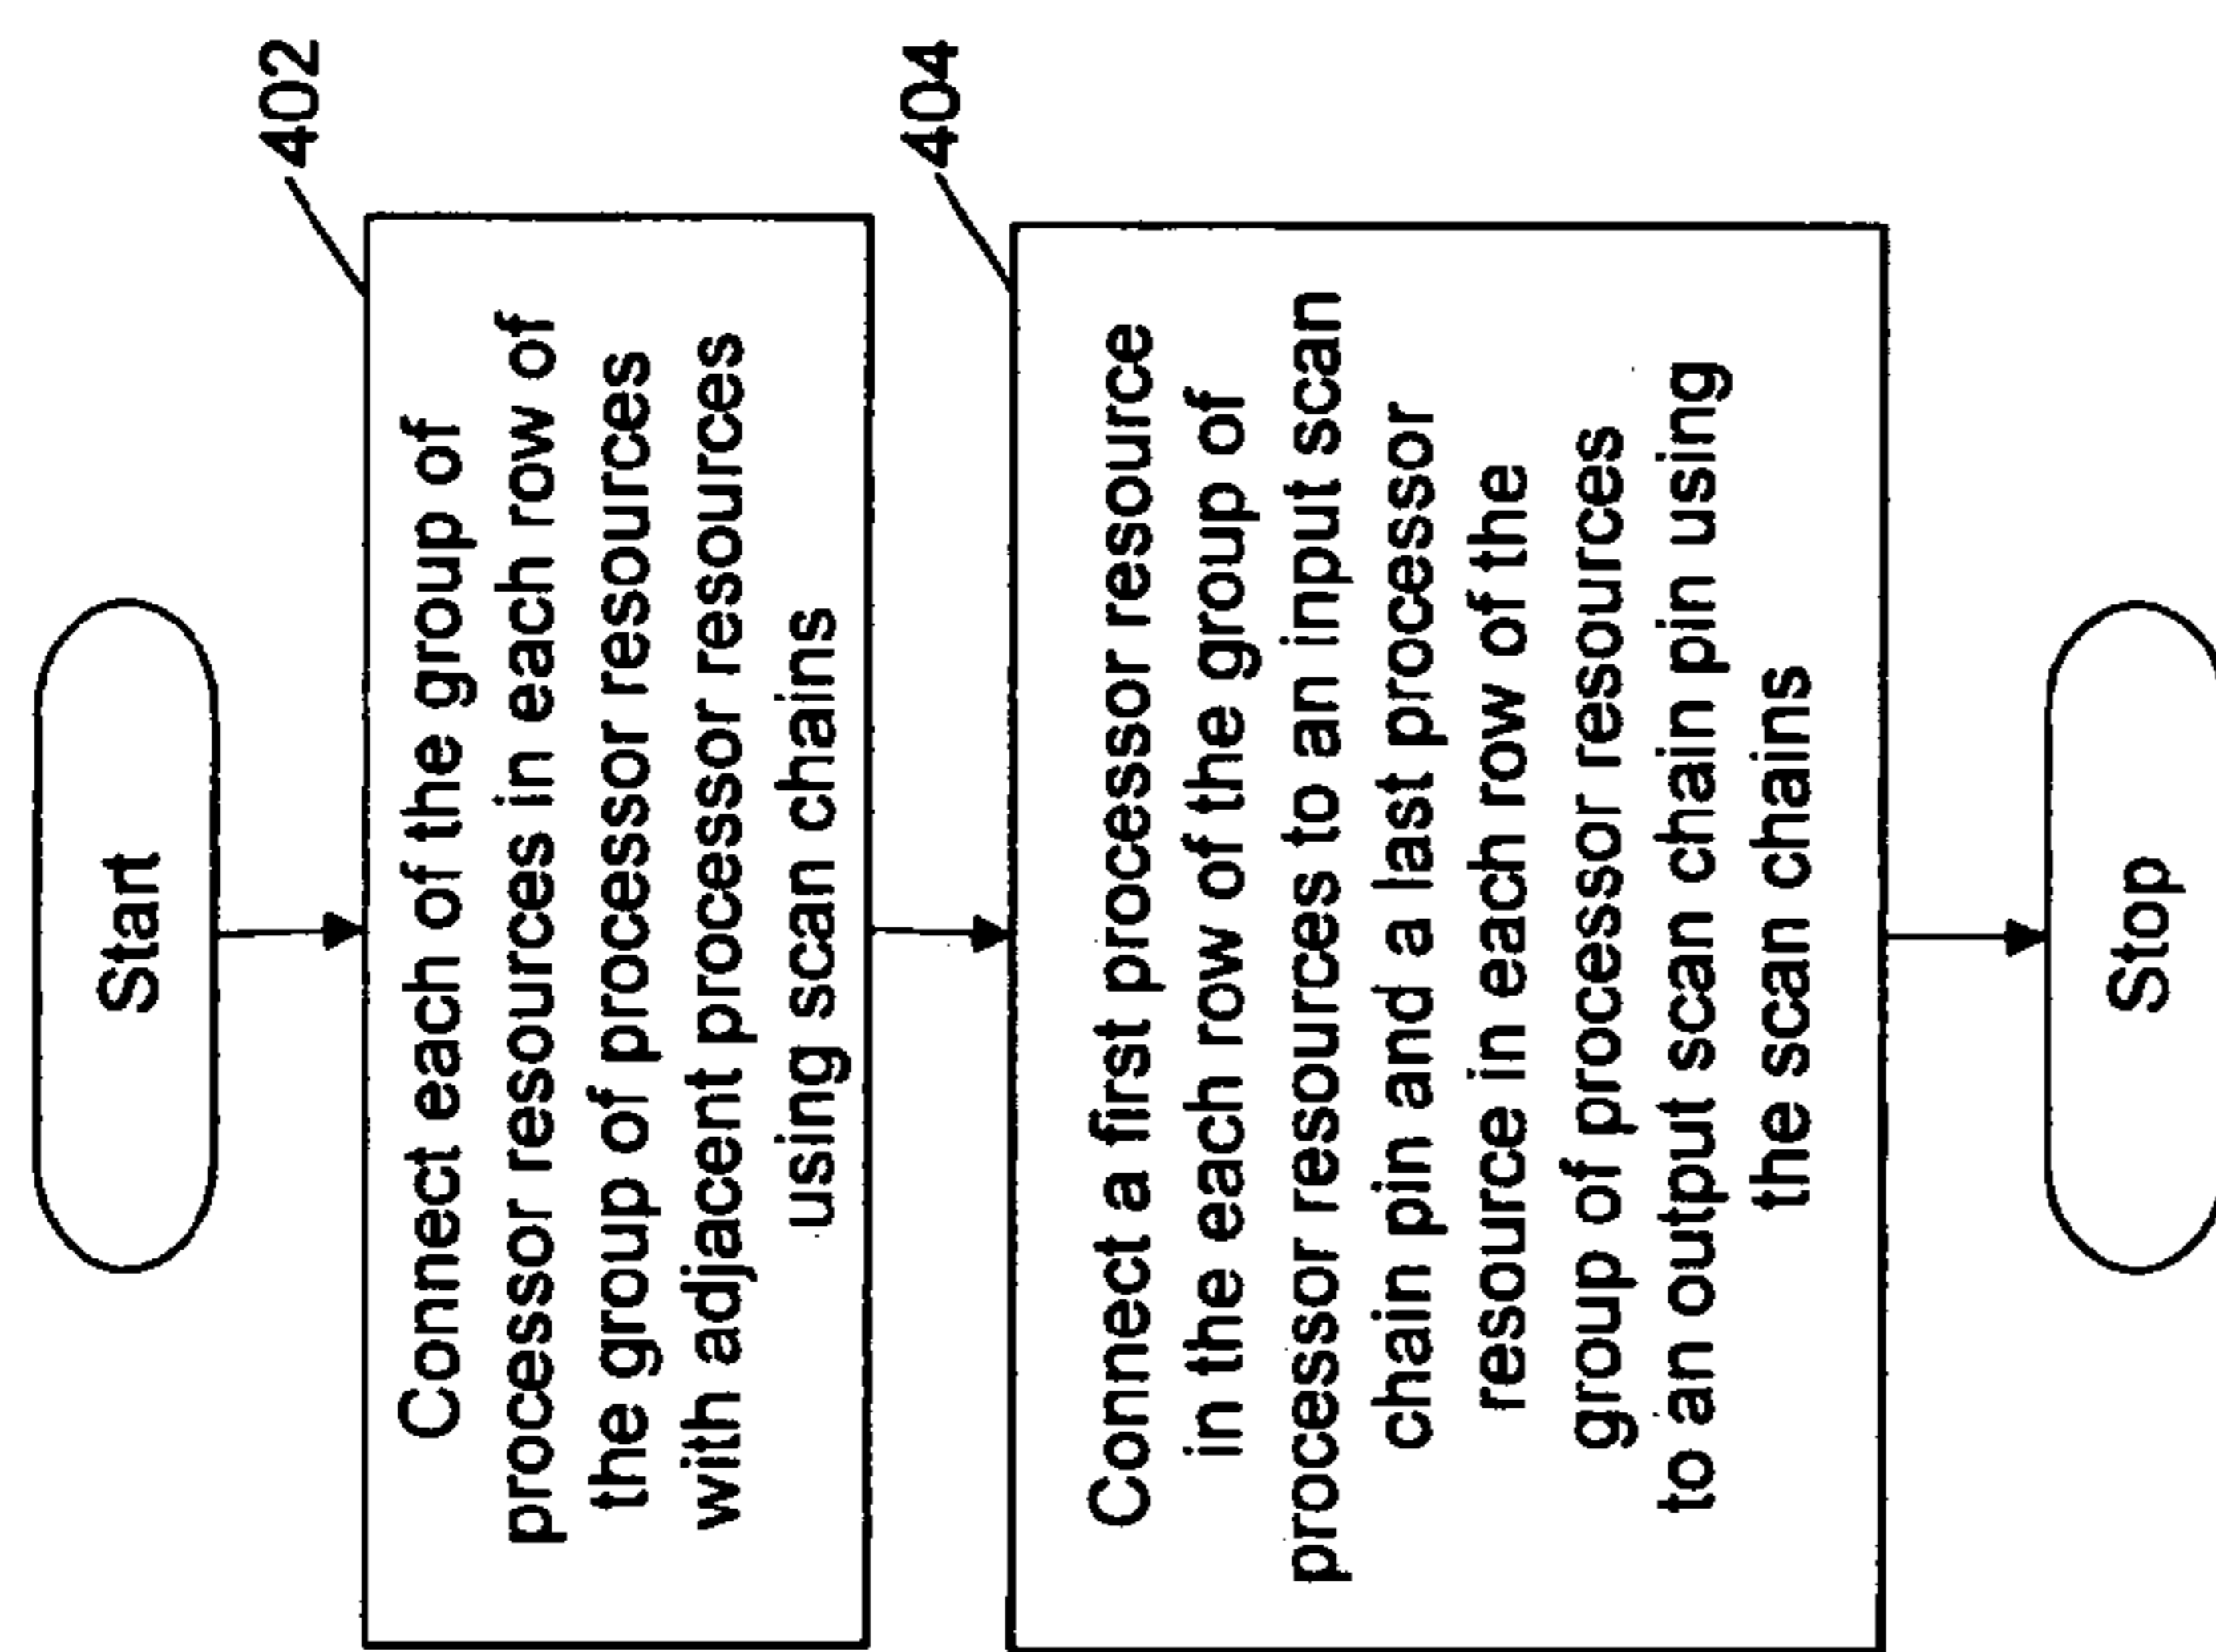 Start
402
Connect each of the group of
processor resources in each row of
the group of processor resources
with adjacent processor resources
using scan chains
404
Connect a first processor resource
in the each row of the group of
processor resources to an input scan
chain pin and a last processor
resource in each row of the
group of processor resources
to an output scan chain pin using
the scan chains
Stop